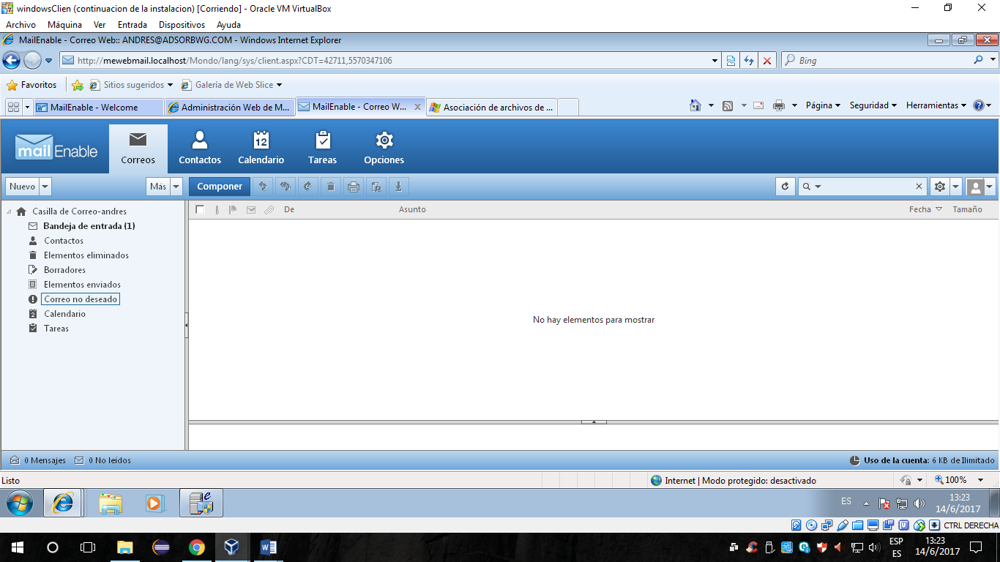 windowsClien (continuacion de la instalacion) [Corriendo] - Oracle VM VirtualBox
Archivo Máquina Ver Entrada Dispositivos Ayuda
MailEnable - Correo Web:: ANDRES@ADSORBWG.COM - Windows Internet Explorer
http://mewebmail.localhost/Mondo/lang/sys/client.aspx?CDT=42711,5570347106
Bing
Favoritos Sitios sugeridos Galería de Web Slice
MailEnable - Welcome Administración Web de M... MailEnable - Correo W... Asociación de archivos de ... Página Seguridad Herramientas
mailEnable Correos Contactos 12 Calendario Tareas Opciones
Nuevo Más Componer
Casilla de Correo-andres De Asunto Fecha Tamaño
Bandeja de entrada (1)
Contactos
Elementos eliminados
Borradores
Elementos enviados
Correo no deseado
2 Calendario
Tareas
No hay elementos para mostrar
0 Mensajes 0 No leídos Uso de la cuenta: 6 KB de Ilimitado
Listo Internet | Modo protegido: desactivado 100%
ES 13:23
14/6/2017
CTRL DERECHA
ESP
ES
13:23
14/6/2017